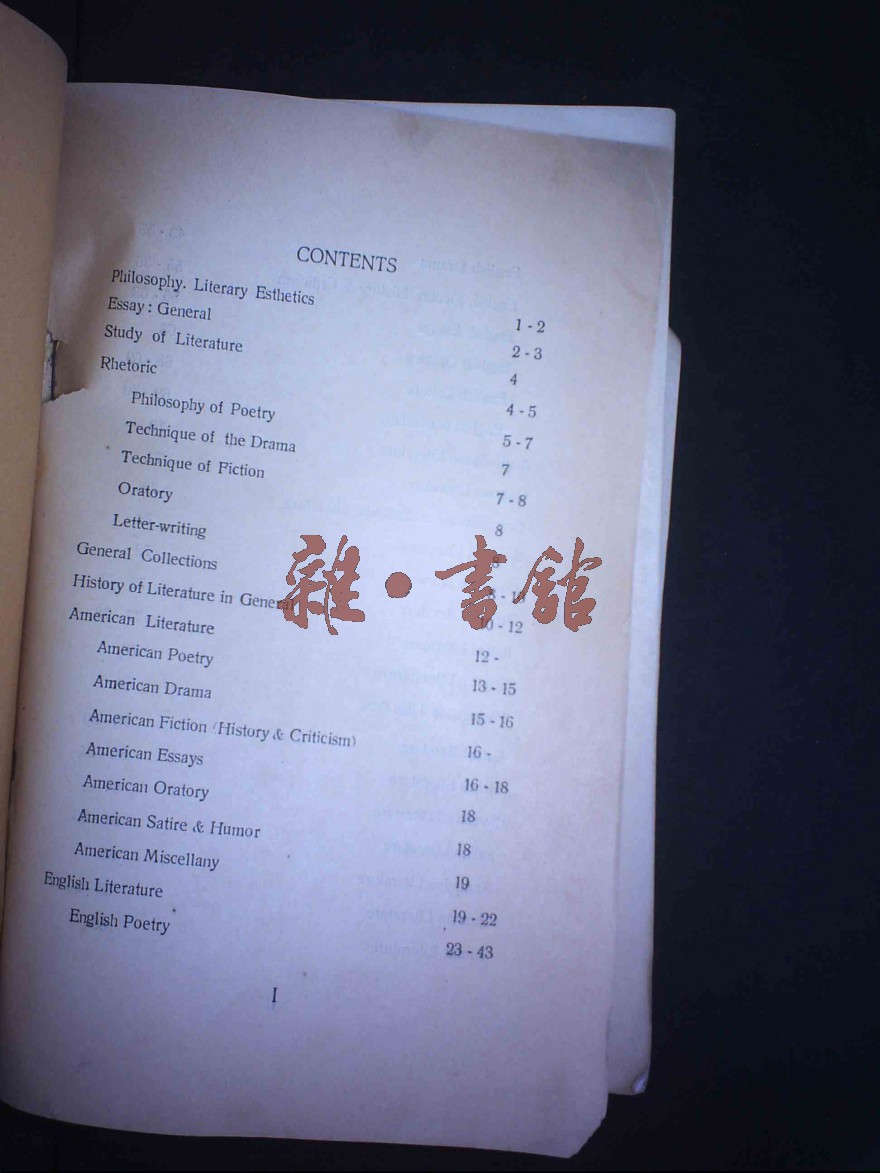 CONTENTS
Philosophy. Literary Esthetics 1 - 2
Essay : General 2 - 3
Study of Literature 4
Rhetoric 4 - 5
Philosophy of Poetry 5 - 7
Technique of the Drama 7
Technique of Fiction 7 - 8
Oratory 8
Letter-writing 8
General Collections
History of Literature in General 10 - 12
American Literature 12 -
American Poetry 13 - 15
American Drama 15 - 16
American Fiction (History & Criticism) 16 -
American Essays 16 - 18
American Oratory 18
American Satire & Humor 18
American Miscellany 19
English Literature 19 - 22
English Poetry 23 - 43
I
雜·書館